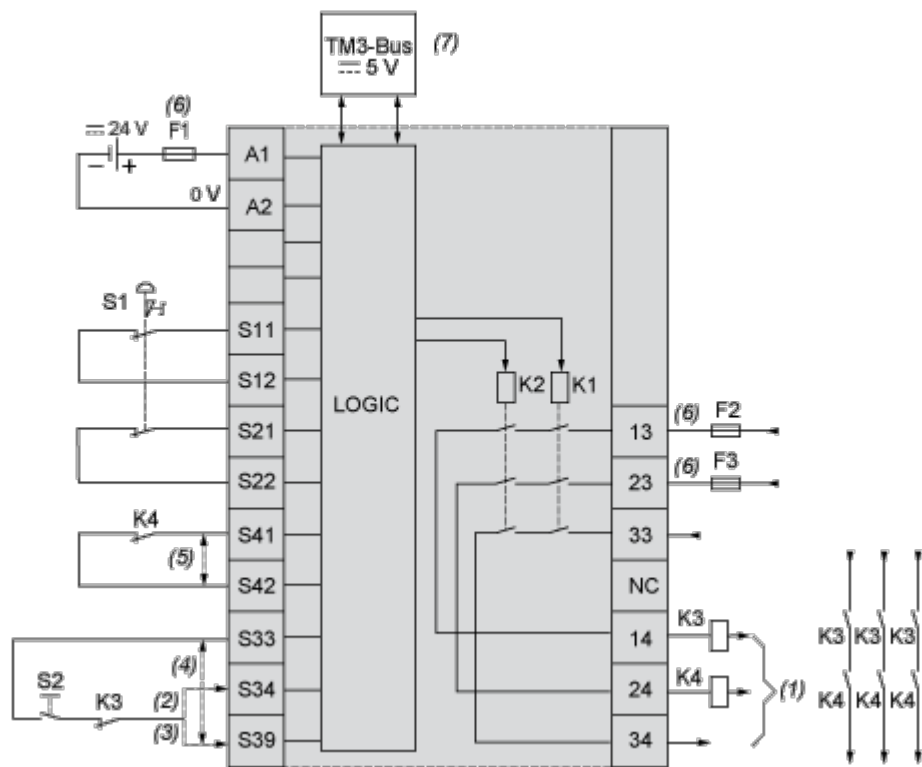 TM3-Bus (7)
5 V
(6)
24 V F1
− +
A1
0 V
A2
S1
S11
S12
K2 K1
LOGIC
S21
13 (6) F2
S22
23 (6) F3
K4
S41
33
(5)
S42
NC
S33
K3
14
(4)
K3 K3 K3
S2
K3
(2)
S34
K4
24
(1)
K4 K4 K4
(3)
S39
34